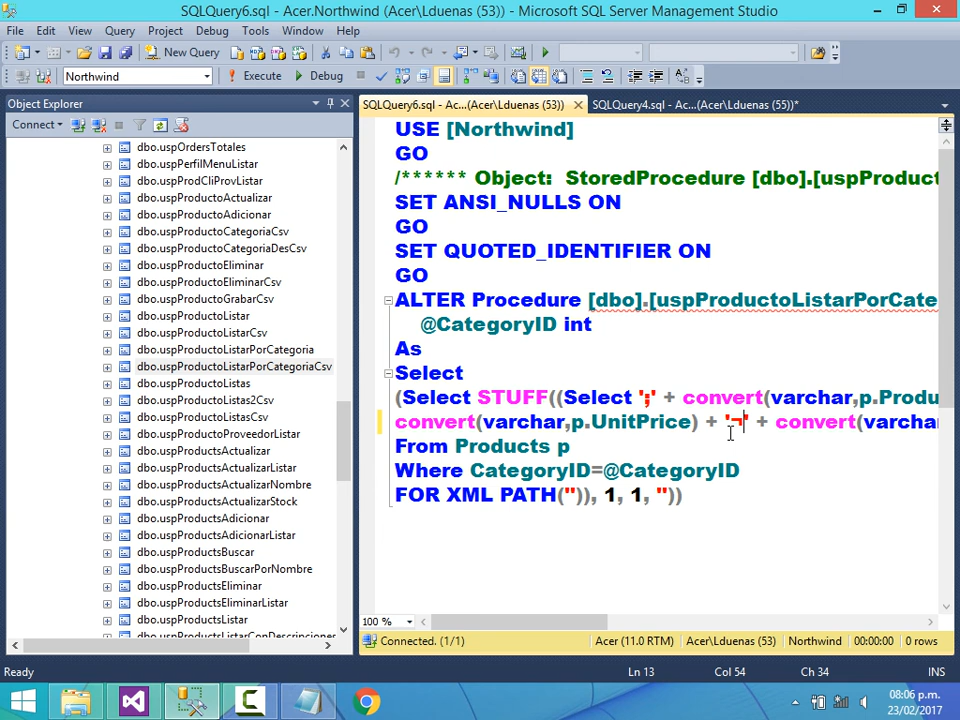 SQLQuery6.sql - Acer.Northwind (Acer\Lduenas (53)) - Microsoft SQL Server Management Studio
File Edit View Query Project Debug Tools Window Help
New Query
Northwind Execute Debug
Object Explorer
Connect
dbo.uspOrdersTotales
dbo.uspPerfilMenuListar
dbo.uspProdCliProvListar
dbo.uspProductoActualizar
dbo.uspProductoAdicionar
dbo.uspProductoCategoriaCsv
dbo.uspProductoCategoriaDesCsv
dbo.uspProductoEliminar
dbo.uspProductoEliminarCsv
dbo.uspProductoGrabarCsv
dbo.uspProductoListar
dbo.uspProductoListarCsv
dbo.uspProductoListarPorCategoria
dbo.uspProductoListarPorCategoriaCsv
dbo.uspProductoListas
dbo.uspProductoListas2Csv
dbo.uspProductoListasCsv
dbo.uspProductoProveedorListar
dbo.uspProductsActualizar
dbo.uspProductsActualizarListar
dbo.uspProductsActualizarNombre
dbo.uspProductsActualizarStock
dbo.uspProductsAdicionar
dbo.uspProductsAdicionarListar
dbo.uspProductsBuscar
dbo.uspProductsBuscarPorNombre
dbo.uspProductsEliminar
dbo.uspProductsEliminarListar
dbo.uspProductsListar
dbo.uspProductsListarConDescripciones
SQLQuery6.sql - Ac...(Acer\Lduenas (53)) SQLQuery4.sql - Ac...(Acer\Lduenas (55))*
USE [Northwind]
GO
/****** Object:  StoredProcedure [dbo].[uspProduct
SET ANSI_NULLS ON
GO
SET QUOTED_IDENTIFIER ON
GO
ALTER Procedure [dbo].[uspProductoListarPorCate
@CategoryID int
As
Select
(Select STUFF((Select ';' + convert(varchar,p.Produ
convert(varchar,p.UnitPrice) + '¬' + convert(varcha
From Products p
Where CategoryID=@CategoryID
FOR XML PATH('')), 1, 1, ''))
100 %
Connected. (1/1) Acer (11.0 RTM) Acer\Lduenas (53) Northwind 00:00:00 0 rows
Ready Ln 13 Col 54 Ch 34 INS
08:06 p.m.
23/02/2017